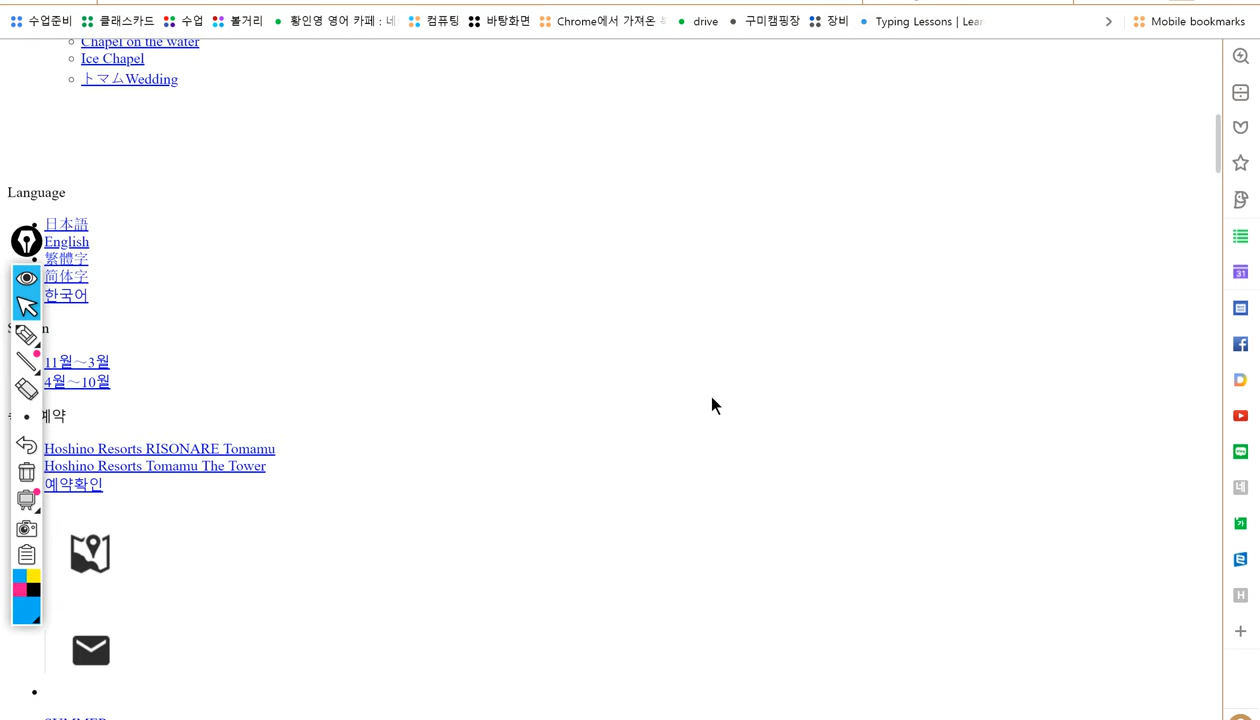 수업준비 클래스카드 수업 볼거리 황인영 영어 카페 : 네 컴퓨팅 바탕화면 Chrome에서 가져온 drive 구미캠핑장 장비 Typing Lessons | Lear Mobile bookmarks
Chapel on the water
Ice Chapel
トマムWedding
Language
日本語
English
繁體字
简体字
한국어
11월～3월
4월～10월
예약
Hoshino Resorts RISONARE Tomamu
Hoshino Resorts Tomamu The Tower
예약확인
SUMMER
31